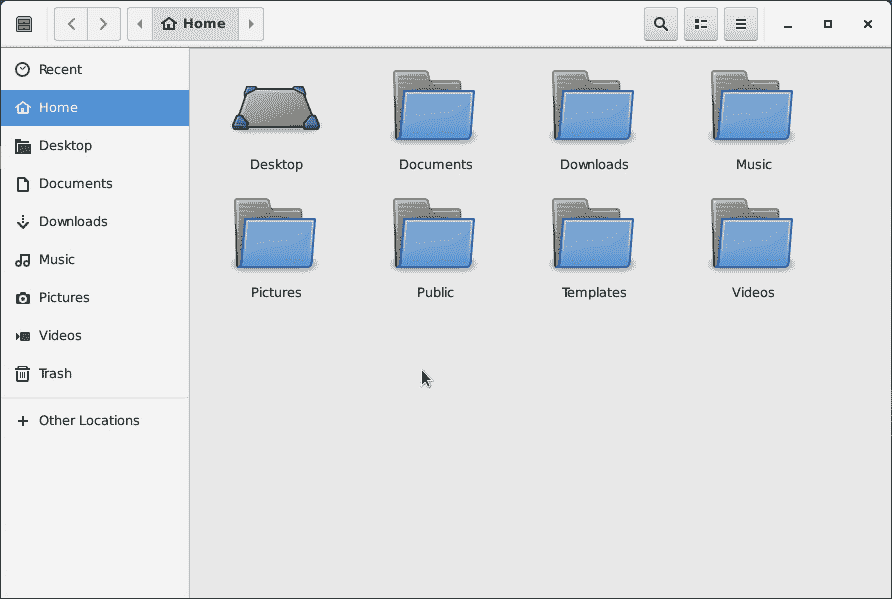 Home
Recent
Home
Desktop
Documents
Downloads
Music
Pictures
Videos
Trash
Other Locations
Desktop
Documents
Downloads
Music
Pictures
Public
Templates
Videos